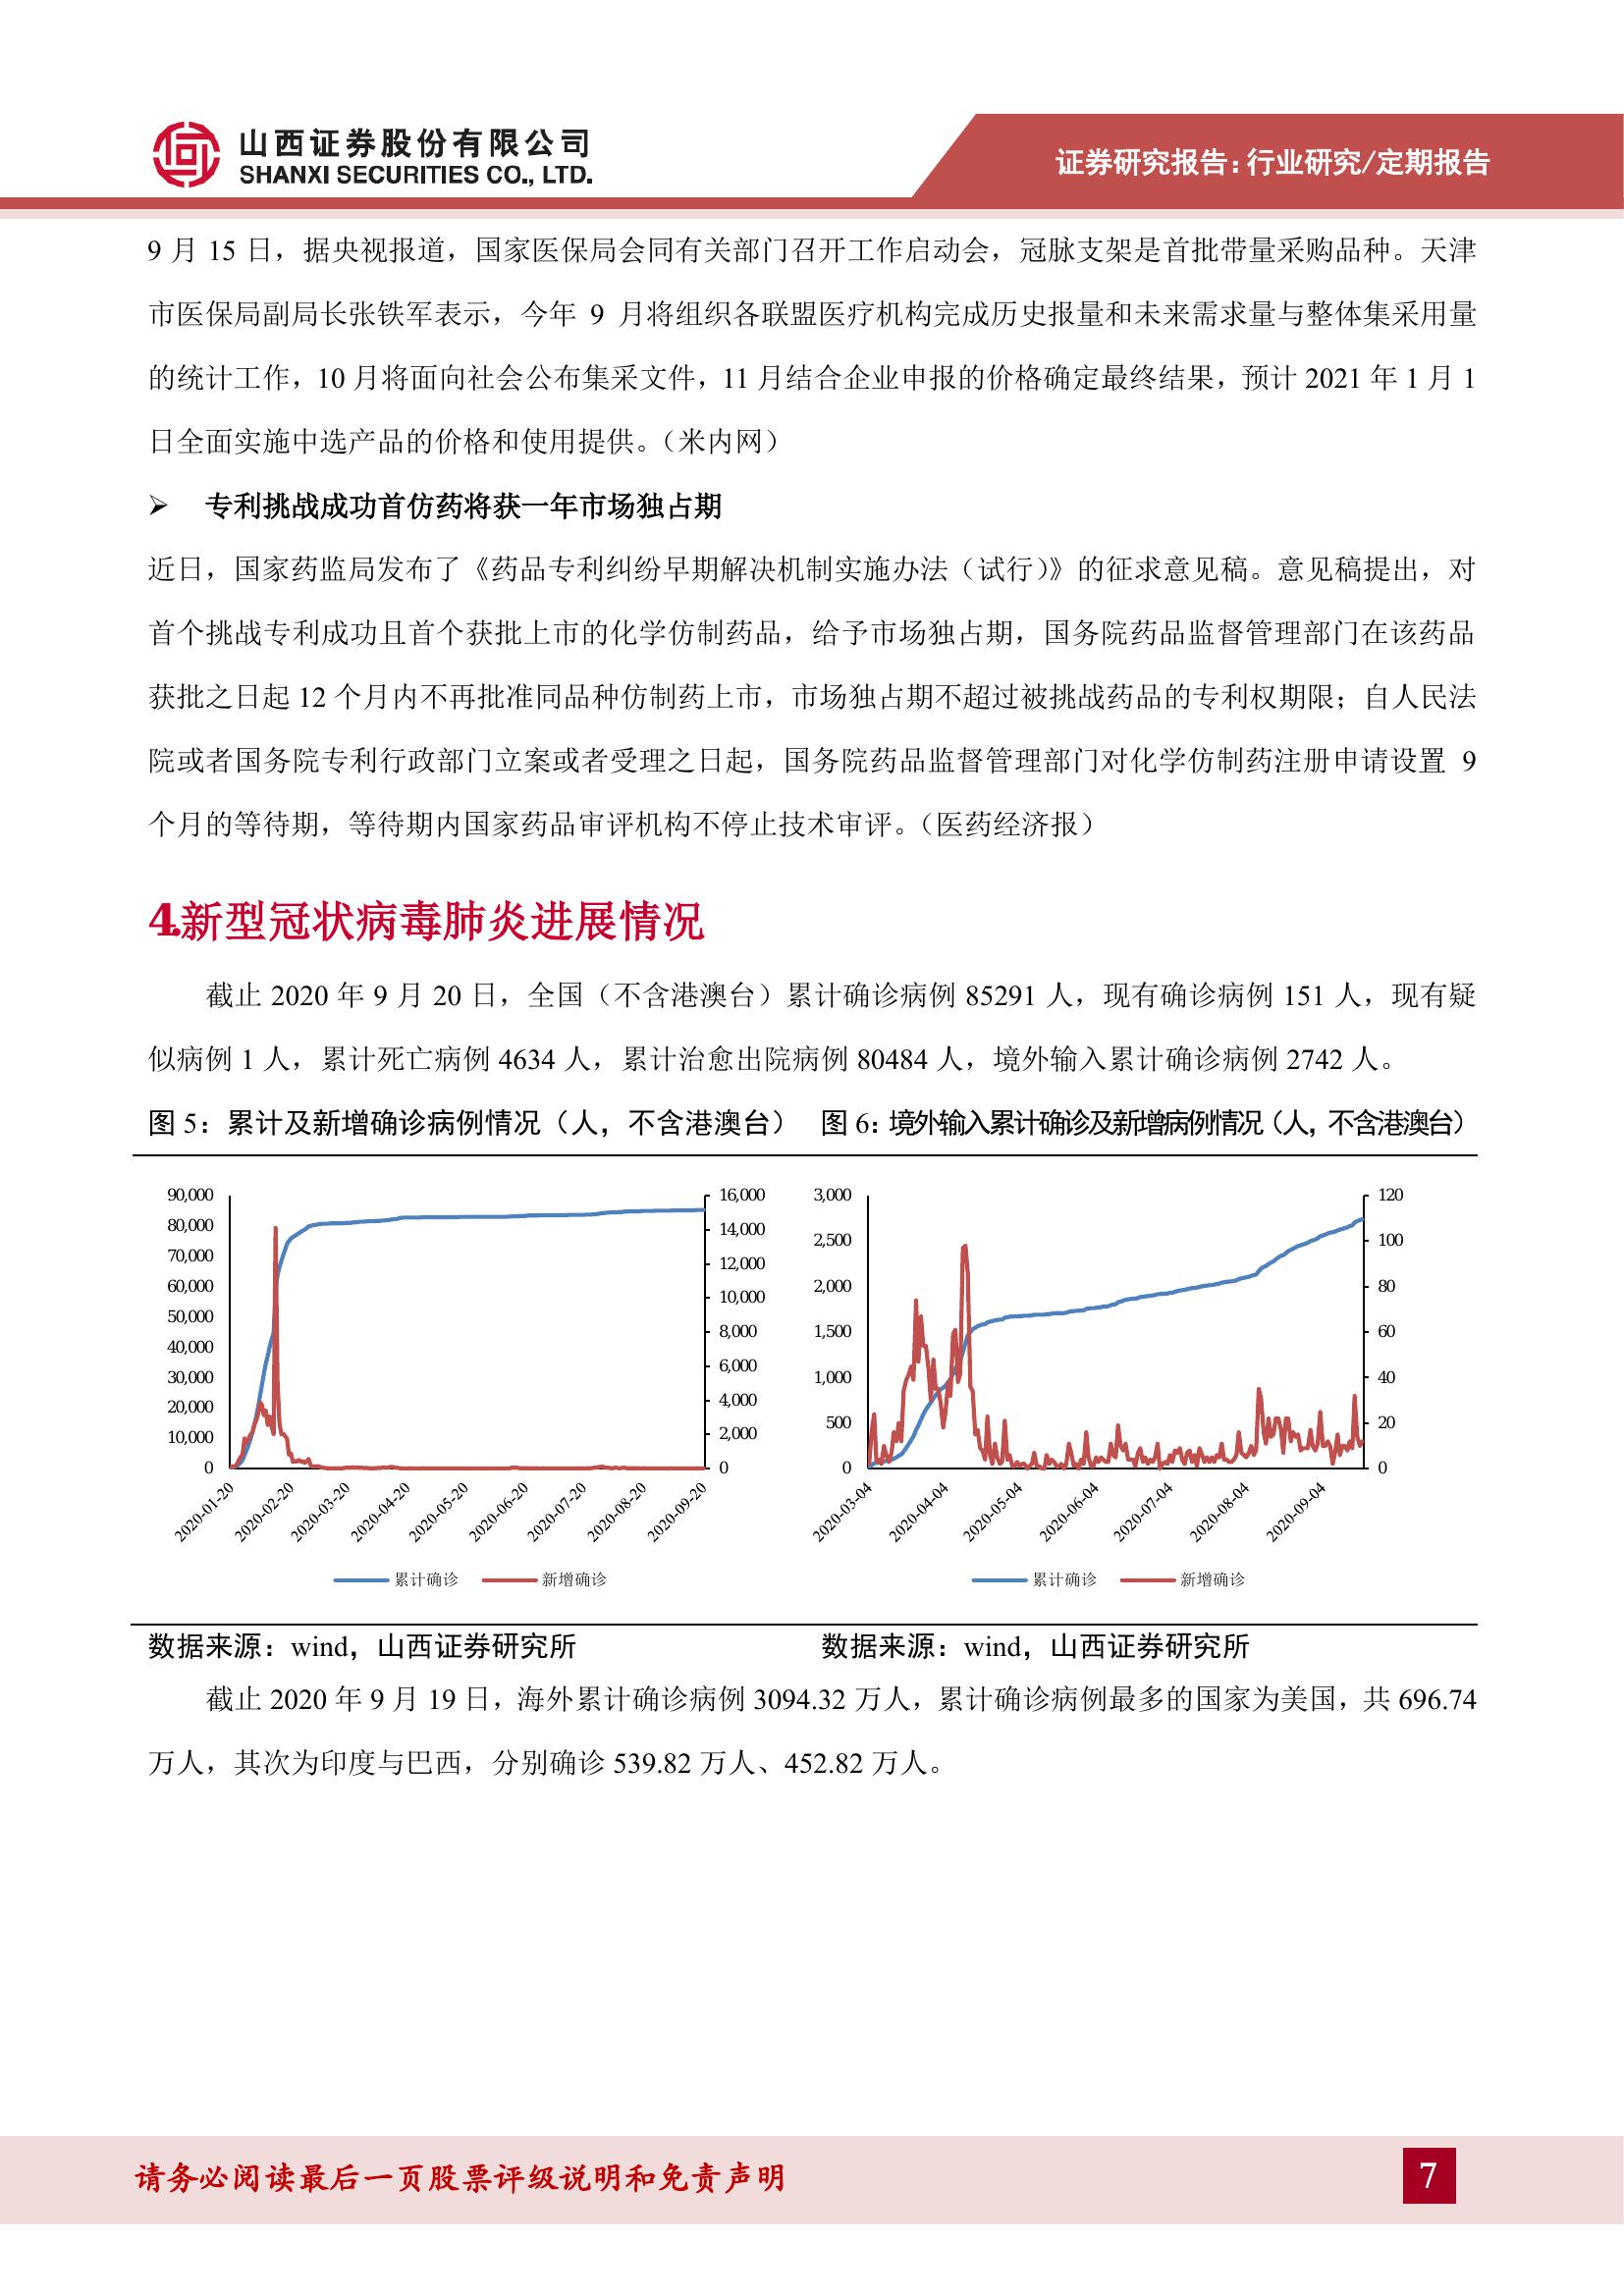 山西证券股份有限公司
SHANXI SECURITIES CO., LTD.
证券研究报告：行业研究/定期报告
9 月 15 日，据央视报道，国家医保局会同有关部门召开工作启动会，冠脉支架是首批带量采购品种。天津
市医保局副局长张铁军表示，今年 9 月将组织各联盟医疗机构完成历史报量和未来需求量与整体集采用量
的统计工作，10 月将面向社会公布集采文件，11 月结合企业申报的价格确定最终结果，预计 2021 年 1 月 1
日全面实施中选产品的价格和使用提供。（米内网）
➢ 专利挑战成功首仿药将获一年市场独占期
近日，国家药监局发布了《药品专利纠纷早期解决机制实施办法（试行）》的征求意见稿。意见稿提出，对
首个挑战专利成功且首个获批上市的化学仿制药品，给予市场独占期，国务院药品监督管理部门在该药品
获批之日起 12 个月内不再批准同品种仿制药上市，市场独占期不超过被挑战药品的专利权期限；自人民法
院或者国务院专利行政部门立案或者受理之日起，国务院药品监督管理部门对化学仿制药注册申请设置 9
个月的等待期，等待期内国家药品审评机构不停止技术审评。（医药经济报）
4.新型冠状病毒肺炎进展情况
截止 2020 年 9 月 20 日，全国（不含港澳台）累计确诊病例 85291 人，现有确诊病例 151 人，现有疑
似病例 1 人，累计死亡病例 4634 人，累计治愈出院病例 80484 人，境外输入累计确诊病例 2742 人。
图 5：累计及新增确诊病例情况（人，不含港澳台）
90,000
80,000
70,000
60,000
50,000
40,000
30,000
20,000
10,000
0
16,000
14,000
12,000
10,000
8,000
6,000
4,000
2,000
0
2020-01-20
2020-02-20
2020-03-20
2020-04-20
2020-05-20
2020-06-20
2020-07-20
2020-08-20
2020-09-20
累计确诊 新增确诊
数据来源：wind，山西证券研究所
图 6：境外输入累计确诊及新增病例情况（人，不含港澳台）
3,000
2,500
2,000
1,500
1,000
500
0
120
100
80
60
40
20
0
2020-03-04
2020-04-04
2020-05-04
2020-06-04
2020-07-04
2020-08-04
2020-09-04
累计确诊 新增确诊
数据来源：wind，山西证券研究所
截止 2020 年 9 月 19 日，海外累计确诊病例 3094.32 万人，累计确诊病例最多的国家为美国，共 696.74
万人，其次为印度与巴西，分别确诊 539.82 万人、452.82 万人。
请务必阅读最后一页股票评级说明和免责声明
7